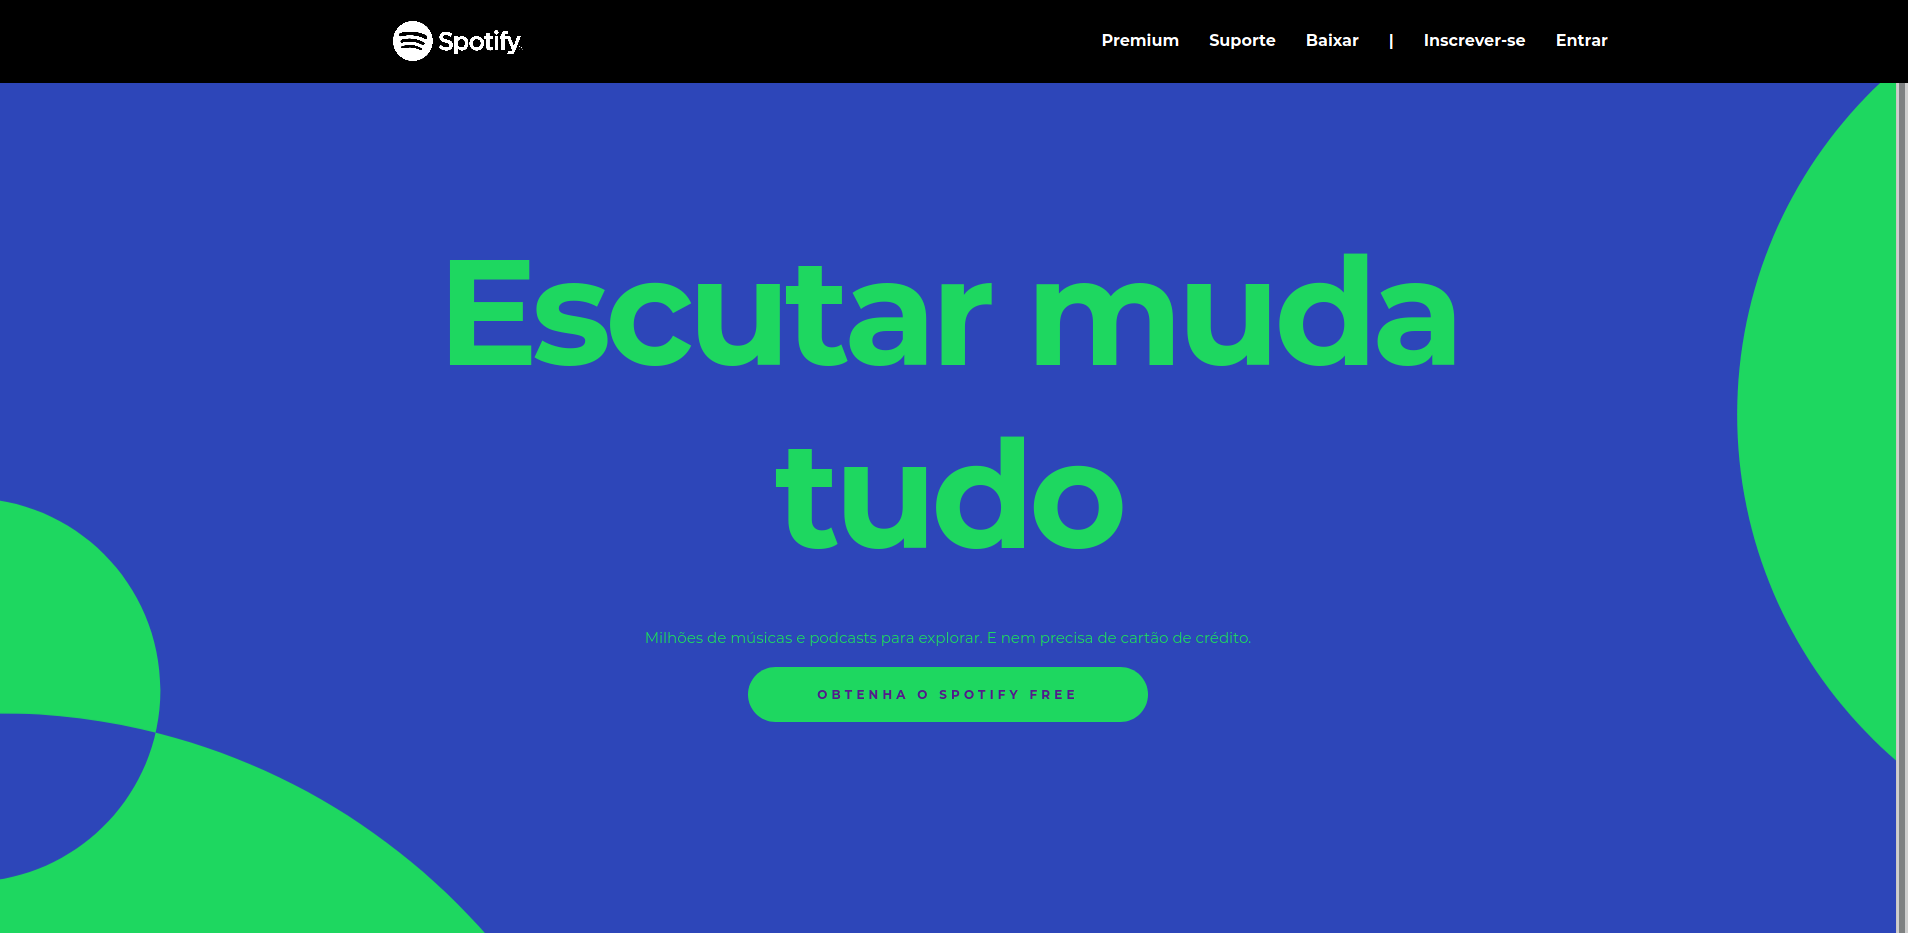 Spotify
Premium Suporte Baixar | Inscrever-se Entrar
Escutar muda
tudo
Milhões de músicas e podcasts para explorar. E nem precisa de cartão de crédito.
OBTENHA O SPOTIFY FREE